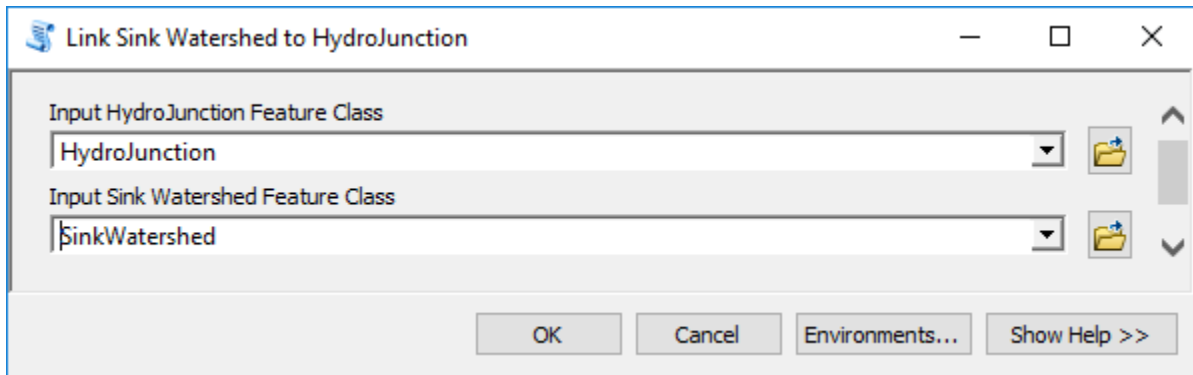 Link Sink Watershed to HydroJunction
Input HydroJunction Feature Class
HydroJunction
Input Sink Watershed Feature Class
SinkWatershed
OK Cancel Environments... Show Help >>